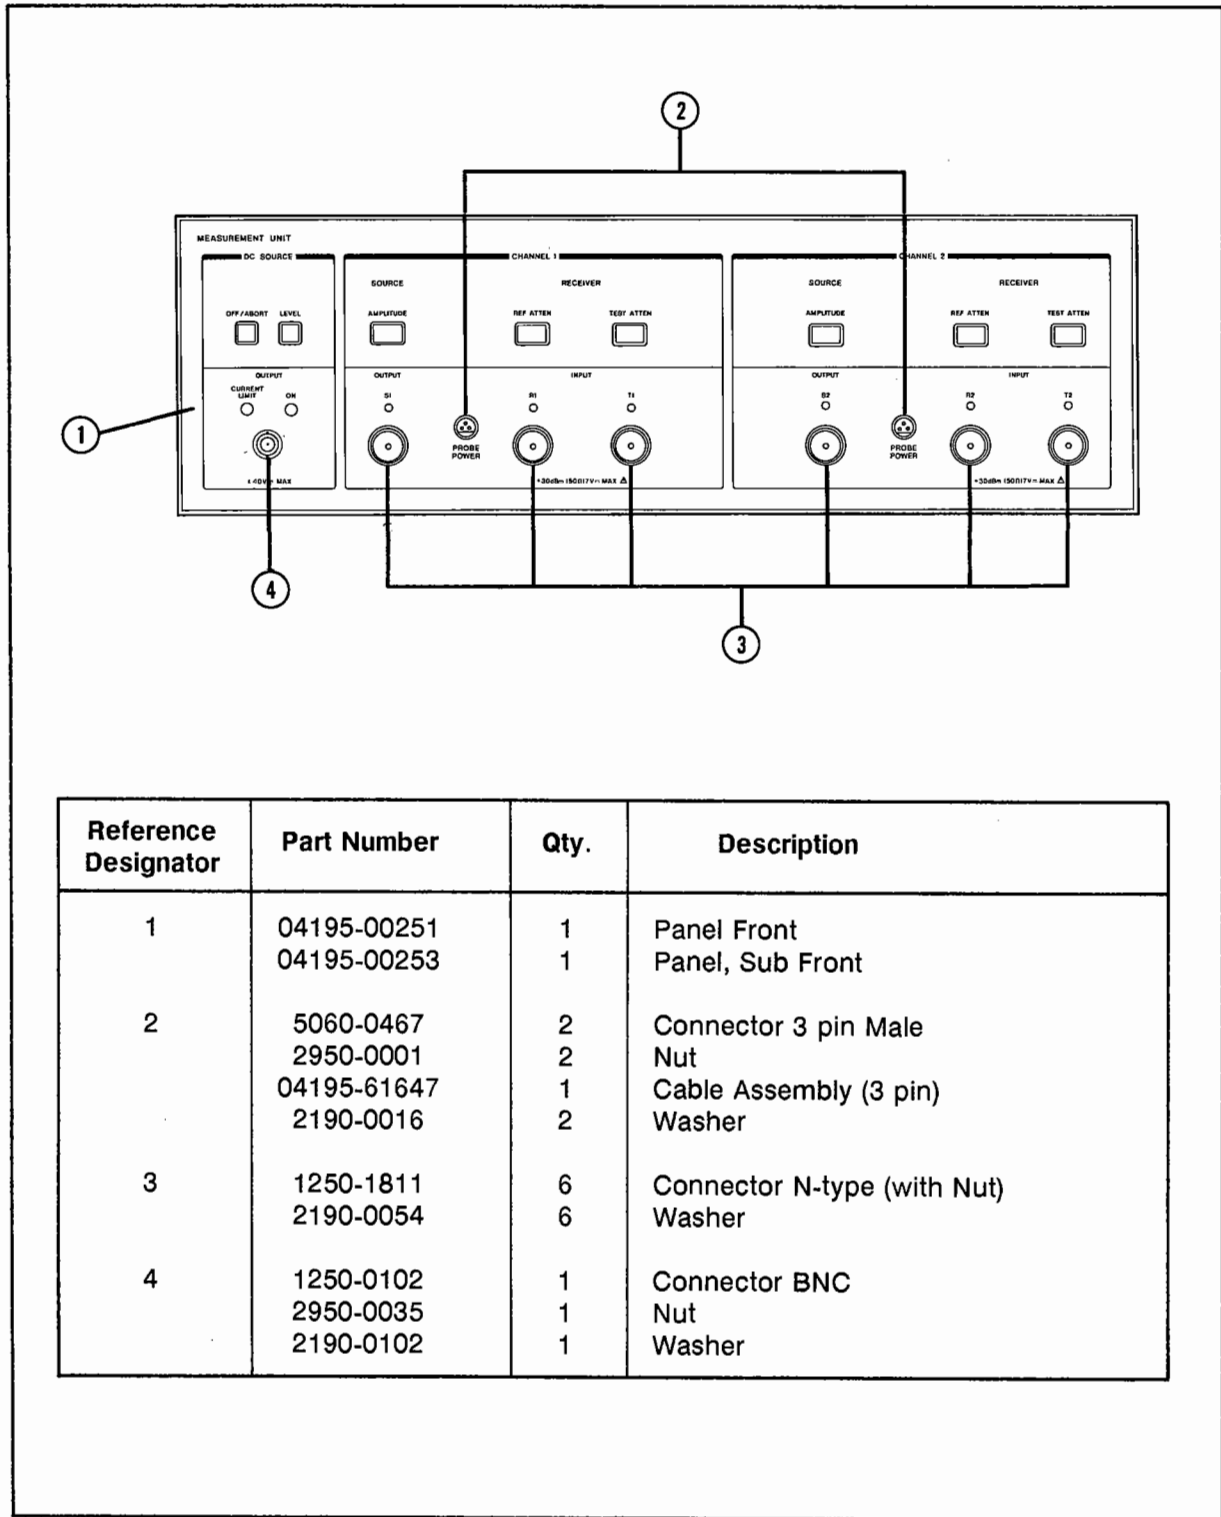 2
MEASUREMENT UNIT
DC SOURCE CHANNEL 1 CHANNEL 2
SOURCE RECEIVER SOURCE RECEIVER
OFF/ABORT LEVEL AMPLITUDE REF ATTEN TEST ATTEN AMPLITUDE REF ATTEN TEST ATTEN
OUTPUT OUTPUT INPUT OUTPUT INPUT
CURRENT LIMIT ON S1 R1 T1 S2 R2 T2
1
PROBE POWER PROBE POWER
MAX MAX MAX
4
3
Reference Designator Part Number Qty. Description
1 04195-00251 1 Panel Front
04195-00253 1 Panel, Sub Front
2 5060-0467 2 Connector 3 pin Male
2950-0001 2 Nut
04195-61647 1 Cable Assembly (3 pin)
2190-0016 2 Washer
3 1250-1811 6 Connector N-type (with Nut)
2190-0054 6 Washer
4 1250-0102 1 Connector BNC
2950-0035 1 Nut
2190-0102 1 Washer